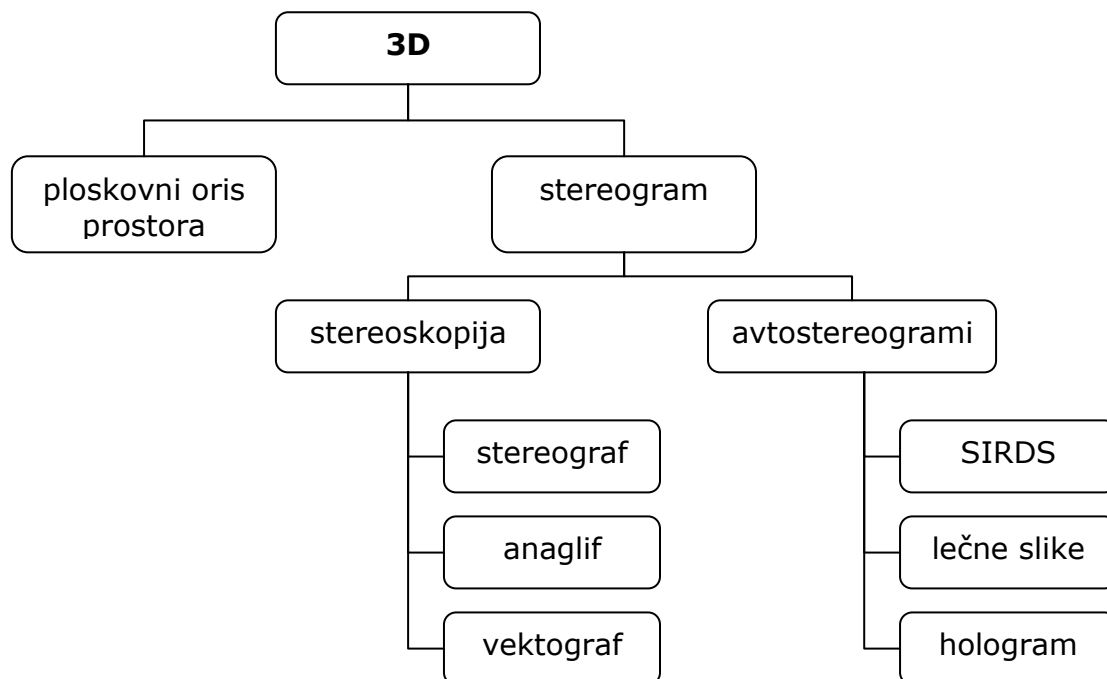 3D
ploskovni oris
prostora
stereogram
stereoskopija
avtostereogrami
stereograf
SIRDS
anaglif
lečne slike
vektograf
hologram